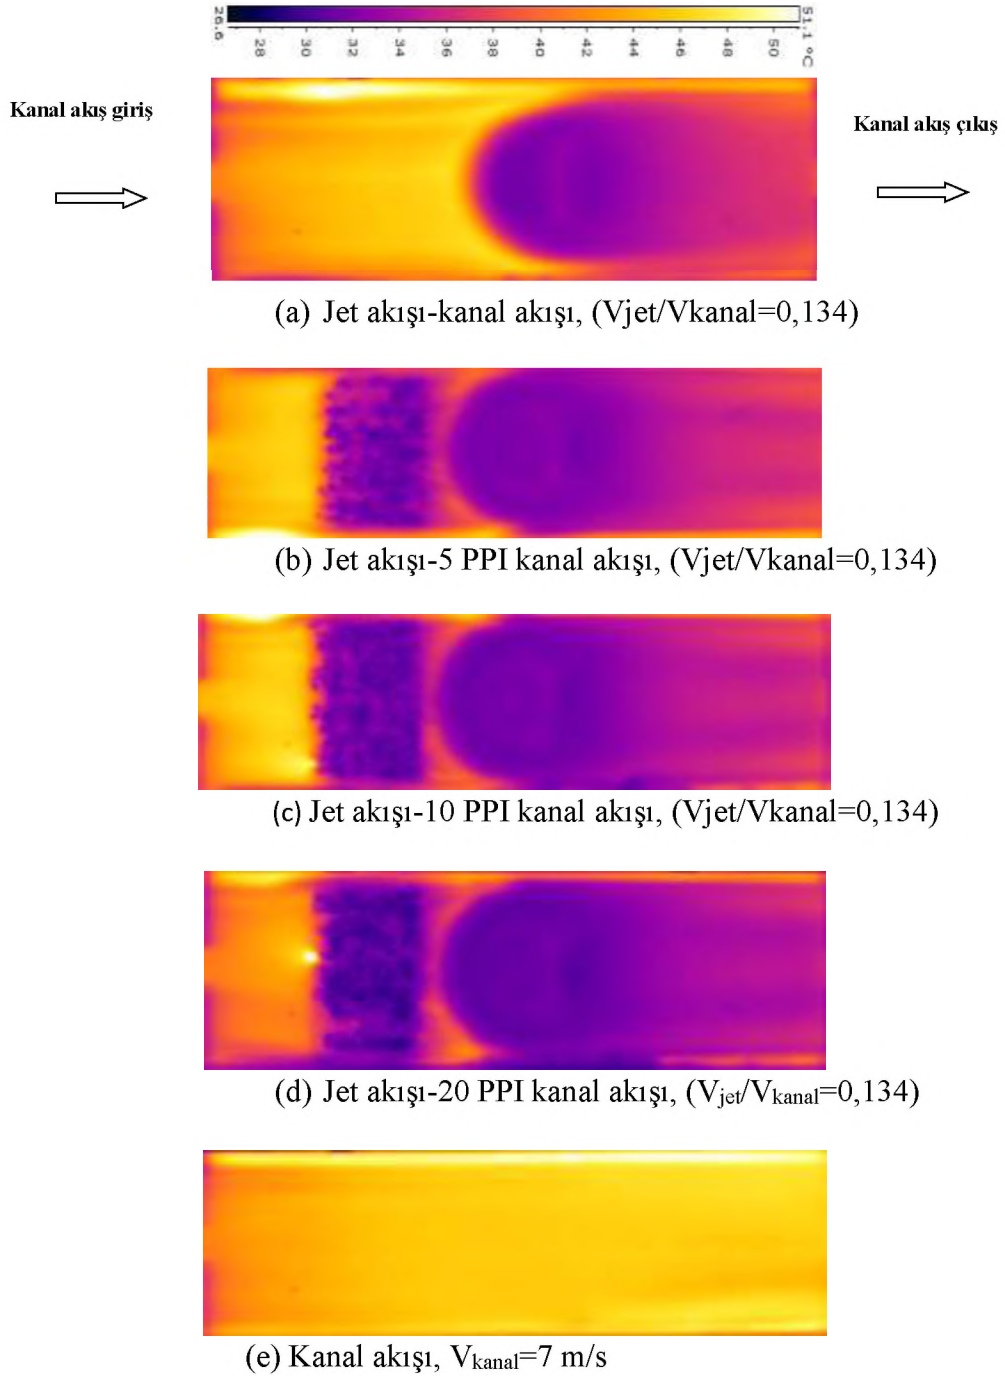 26.6 28 30 32 34 36 38 40 42 44 46 48 50 51.1 °C
Kanal akış giriş
Kanal akış çıkış
(a) Jet akışı-kanal akışı, (Vjet/Vkanal=0,134)
(b) Jet akışı-5 PPI kanal akışı, (Vjet/Vkanal=0,134)
(c) Jet akışı-10 PPI kanal akışı, (Vjet/Vkanal=0,134)
(d) Jet akışı-20 PPI kanal akışı, (Vjet/Vkanal=0,134)
(e) Kanal akışı, Vkanal=7 m/s